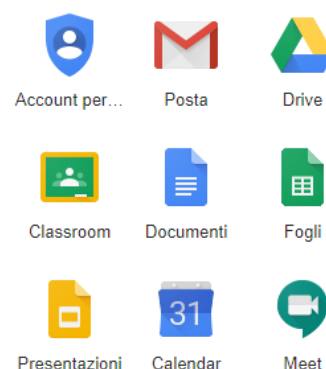 Account per... Posta Drive
Classroom Documenti Fogli
31
Presentazioni Calendar Meet